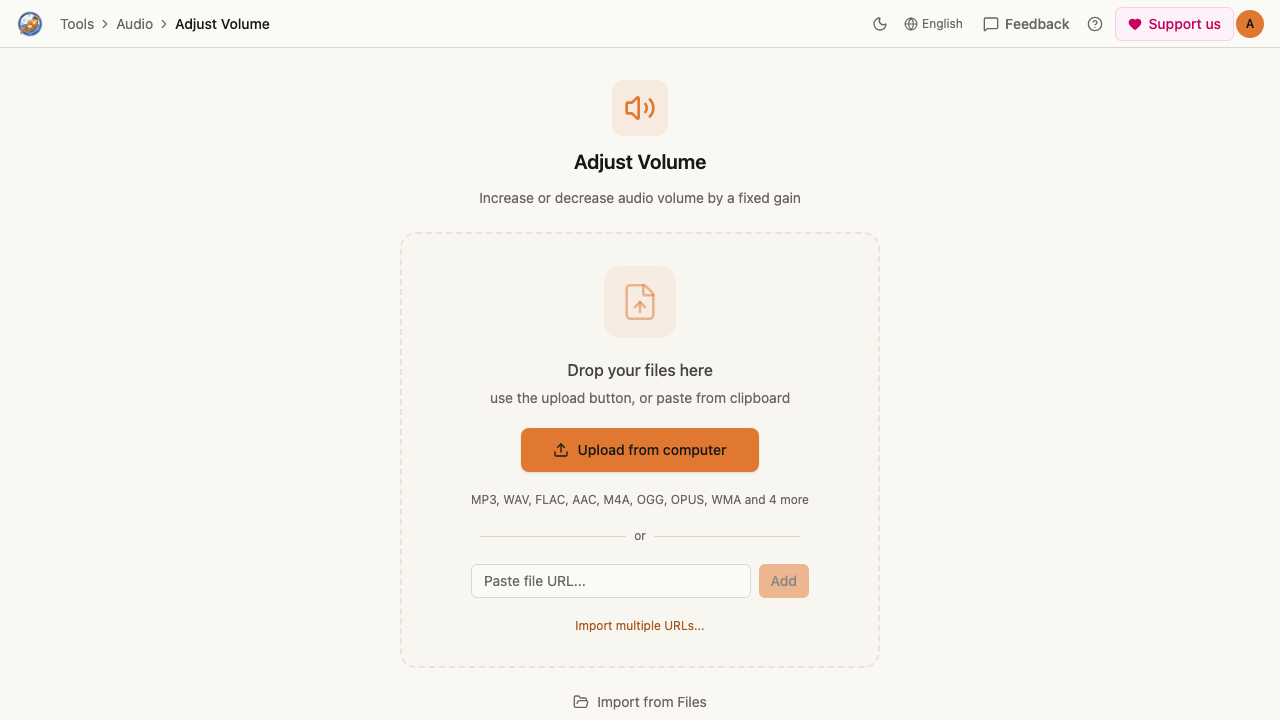 Tools > Audio > Adjust Volume
English
Feedback
Support us
A
Adjust Volume
Increase or decrease audio volume by a fixed gain
Drop your files here
use the upload button, or paste from clipboard
Upload from computer
MP3, WAV, FLAC, AAC, M4A, OGG, OPUS, WMA and 4 more
or
Paste file URL...
Add
Import multiple URLs...
Import from Files